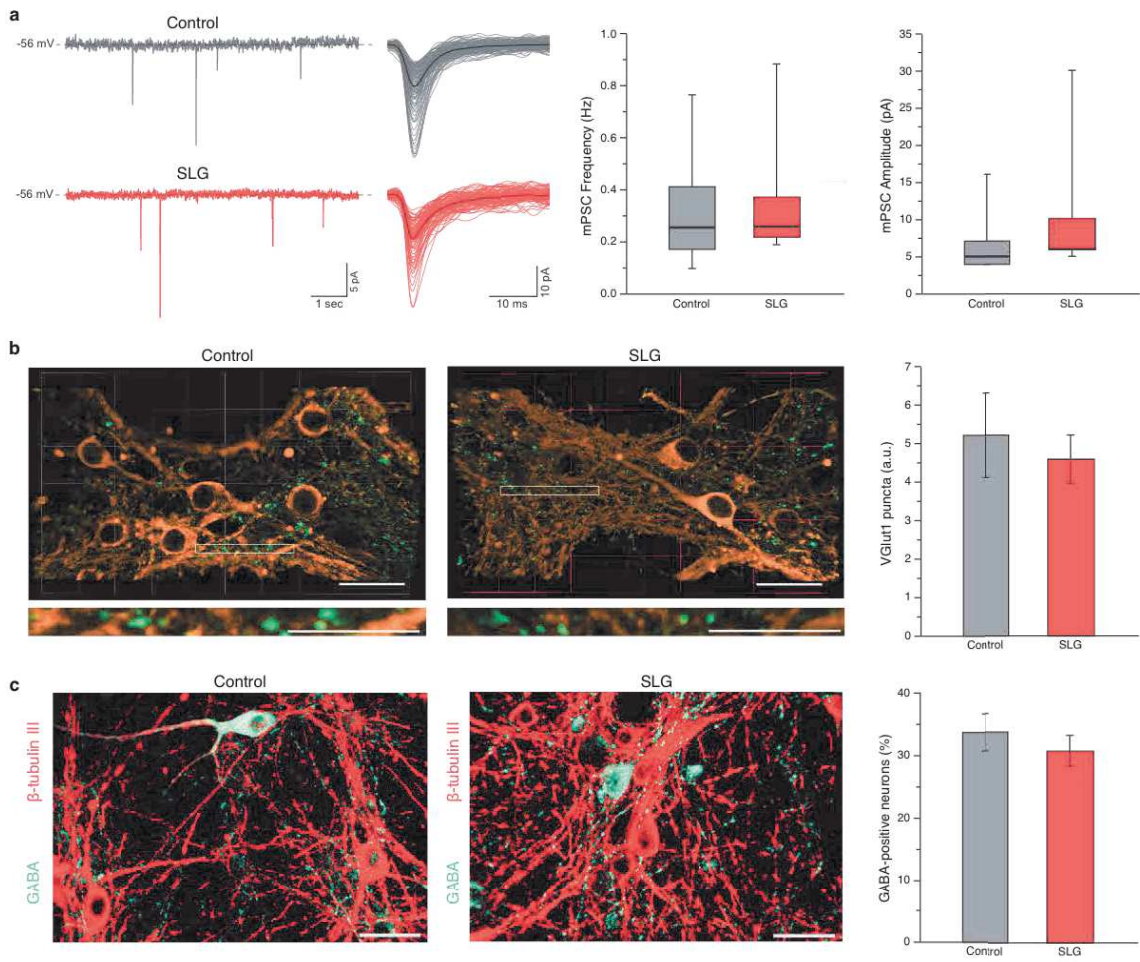 a
Control
-56 mV
SLG
-56 mV
1 sec
5 pA
10 ms
10 pA
mPSC Frequency (Hz)
1.0
0.8
0.6
0.4
0.2
0.0
Control SLG
mPSC Amplitude (pA)
35
30
25
20
15
10
5
0
Control SLG
b
Control
SLG
VGlut1 puncta (a.u.)
7
6
5
4
3
2
1
0
Control SLG
c
Control
SLG
GABA β-tubulin III
GABA β-tubulin III
GABA-positive neurons (%)
40
30
20
10
0
Control SLG